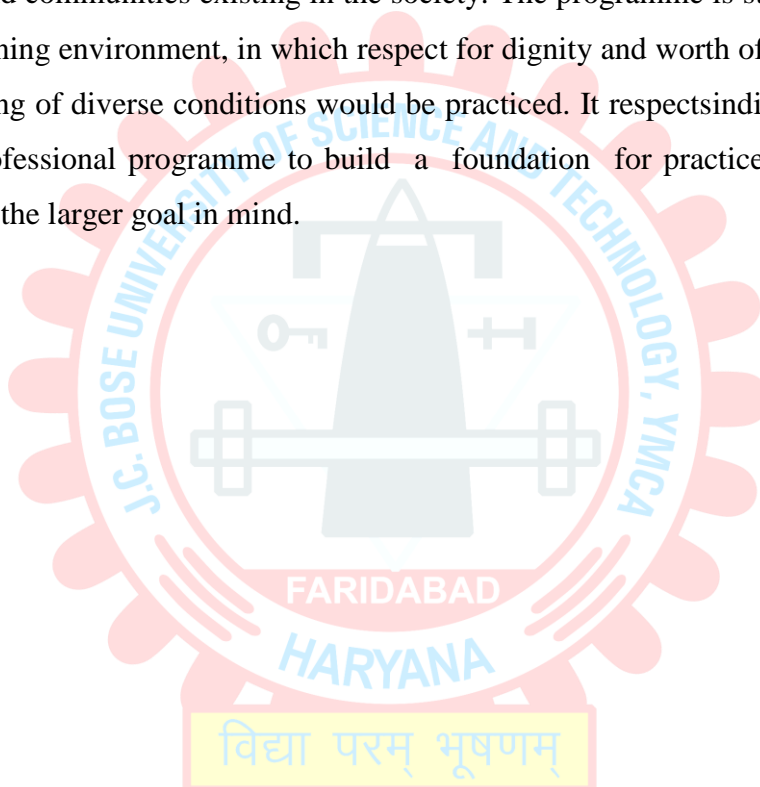 d communities existing in the society. The programme is s
ning environment, in which respect for dignity and worth of
ng of diverse conditions would be practiced. It respectsindi
ofessional programme to build a foundation for practice
the larger goal in mind.
J.C. BOSE UNIVERSITY OF SCIENCE AND TECHNOLOGY, YMCA
FARIDABAD
HARYANA
विद्या परम् भूषणम्